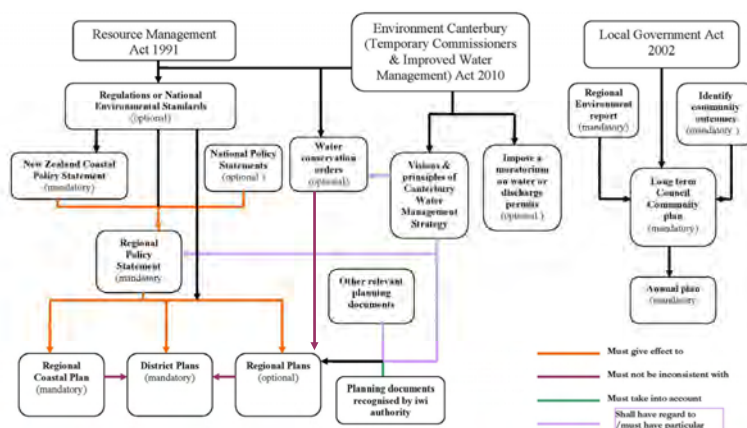 Resource Management
Act 1991
Environment Canterbury
(Temporary Commissioners
& Improved Water
Management) Act 2010
Local Government Act
2002
Regulations or National
Environmental Standards
(optional)
Regional
Environment
report
(mandatory)
Identify
community
outcomes
(mandatory )
New Zealand Coastal
Policy Statement
(mandatory)
National Policy
Statements
(optional )
Water
conservation
orders
(optional)
Visions &
principles of
Canterbury
Water
Management
Strategy
Impose a
moratorium on
water or
discharge
permits
(optional )
Long term
Council
Community
plan
(mandatory)
Regional
Policy
Statement
(mandatory
Other relevant
planning
documents
Annual plan
(mandatory
Regional
Coastal Plan
(mandatory)
District Plans
(mandatory)
Regional Plans
(optional)
Planning documents
recognised by iwi
authority
Must give effect to
Must not be inconsistent with
Must take into account
Shall have regard to
/must have particular